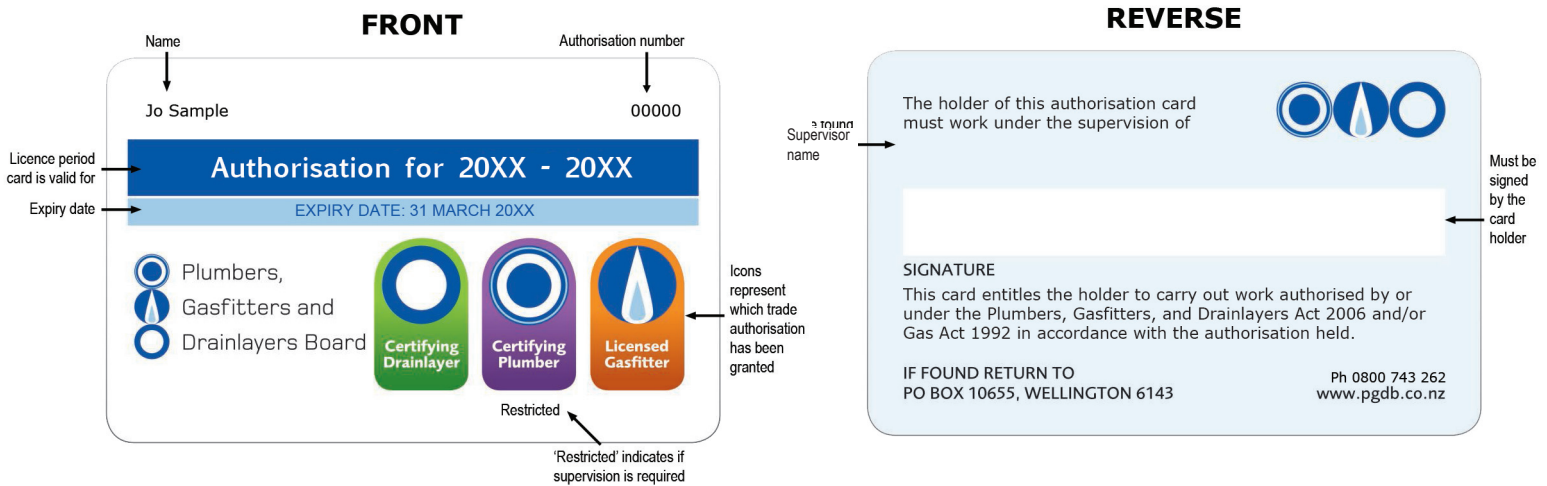 FRONT
REVERSE
Name
Authorisation number
Jo Sample
00000
Licence period
card is valid for
Authorisation for 20XX - 20XX
Expiry date
EXPIRY DATE: 31 MARCH 20XX
Plumbers,
Gasfitters and
Drainlayers Board
Certifying
Drainlayer
Certifying
Plumber
Licensed
Gasfitter
Icons
represent
which trade
authorisation
has been
granted
Restricted
'Restricted' indicates if
supervision is required
The holder of this authorisation card
must work under the supervision of
Supervisor
name
Must be
signed
by the
card
holder
SIGNATURE
This card entitles the holder to carry out work authorised by or
under the Plumbers, Gasfitters, and Drainlayers Act 2006 and/or
Gas Act 1992 in accordance with the authorisation held.
IF FOUND RETURN TO
PO BOX 10655, WELLINGTON 6143
Ph 0800 743 262
www.pgdb.co.nz